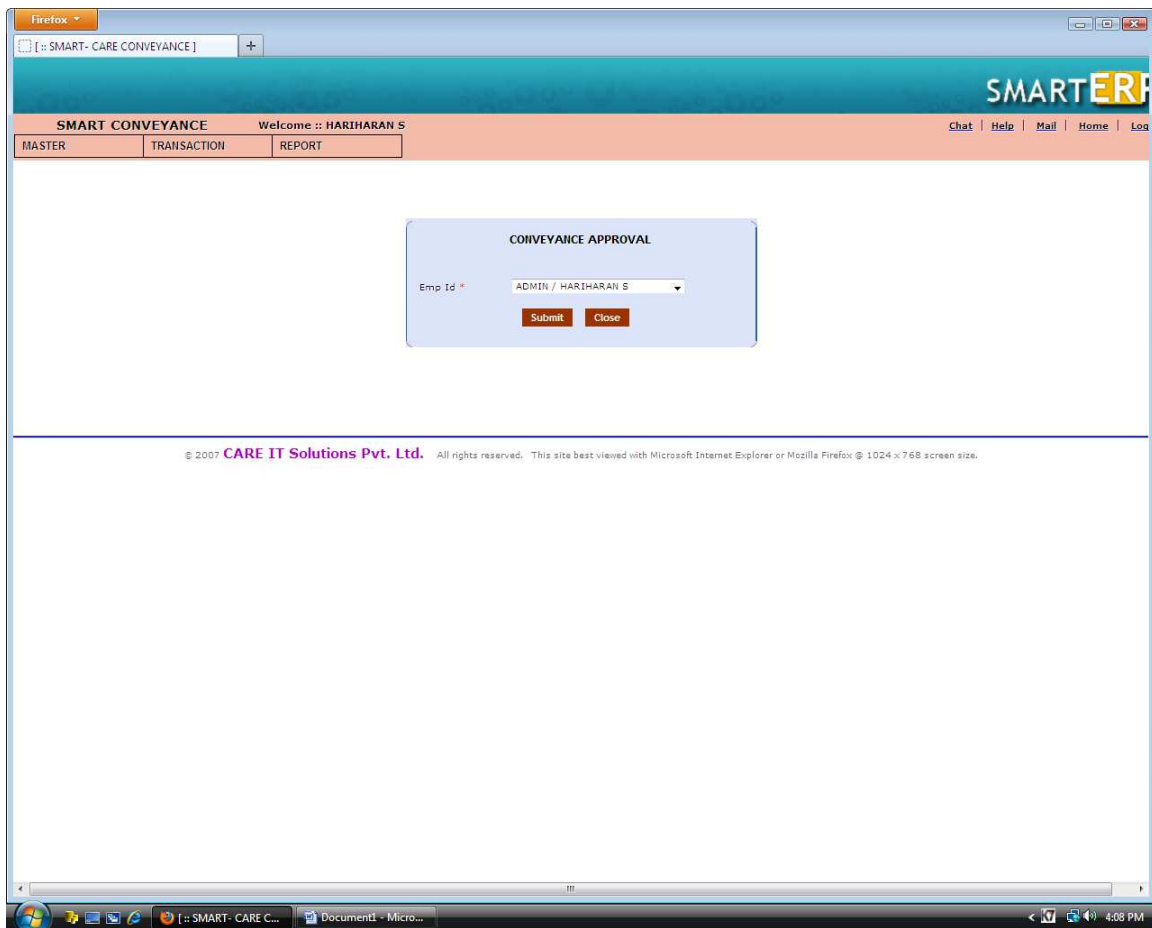 Firefox
[ :: SMART- CARE CONVEYANCE ]
SMARTER
SMART CONVEYANCE Welcome :: HARIHARAN S Chat | Help | Mail | Home | Log
MASTER TRANSACTION REPORT
CONVEYANCE APPROVAL
Emp Id * ADMIN / HARIHARAN S
Submit Close
© 2007 CARE IT Solutions Pvt. Ltd. All rights reserved. This site best viewed with Microsoft Internet Explorer or Mozilla Firefox @ 1024 x 768 screen size.
[ :: SMART- CARE C... Document1 - Micro... 4:08 PM